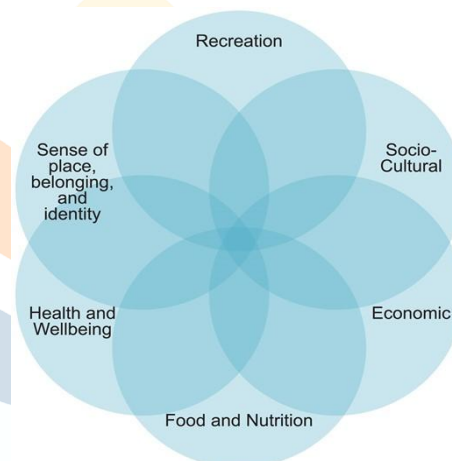 Recreation
Socio-
Cultural
Sense of
place,
belonging,
and
identity
Economic
Health and
Wellbeing
Food and Nutrition